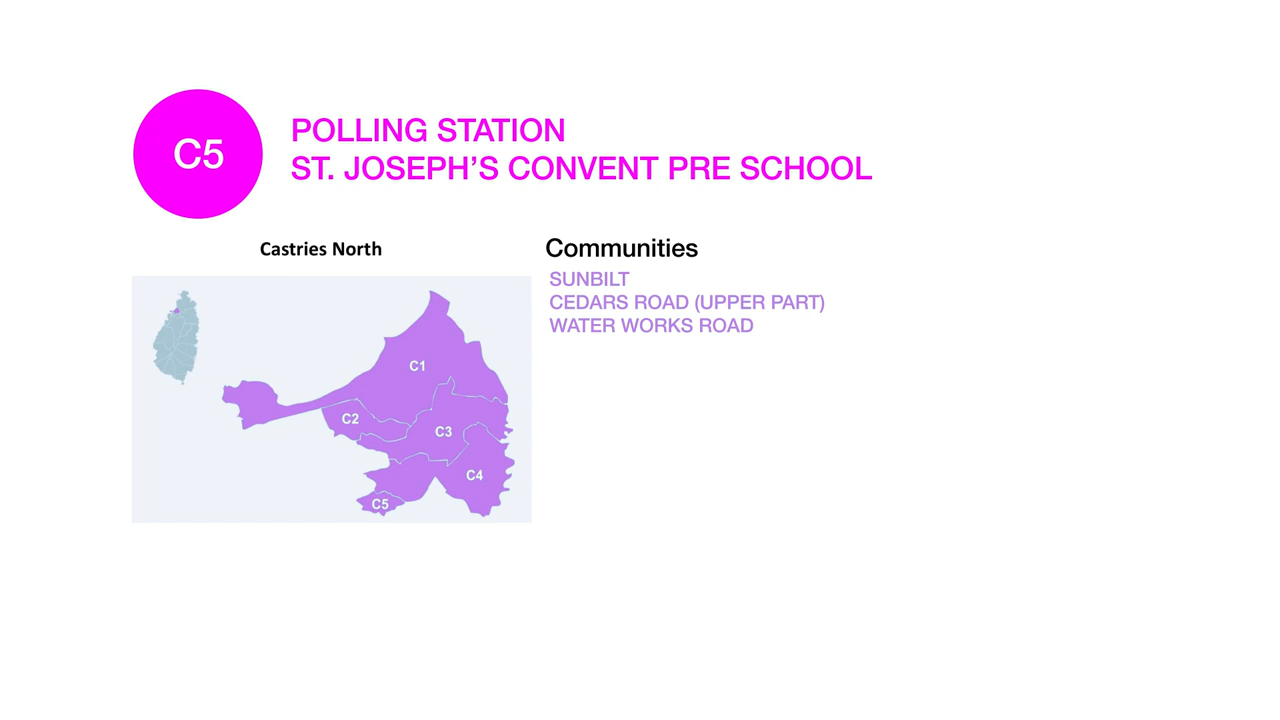 C5
POLLING STATION
ST. JOSEPH’S CONVENT PRE SCHOOL
Castries North
Communities
SUNBILT
CEDARS ROAD (UPPER PART)
WATER WORKS ROAD
C1
C2
C3
C4
C5